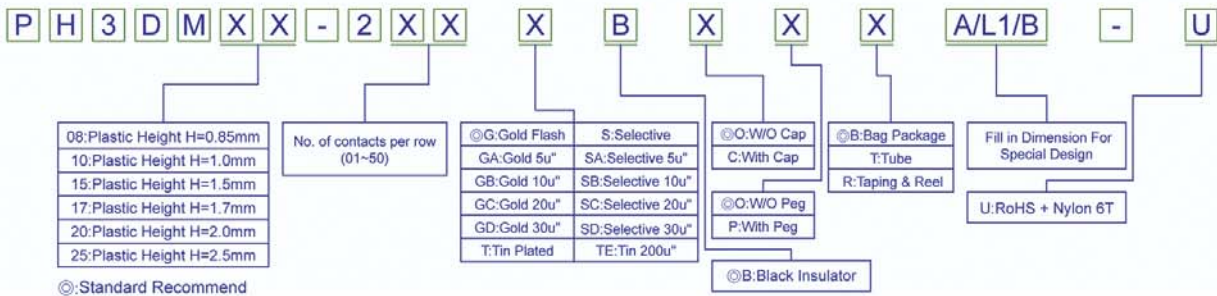 P H 3 D M X X - 2 X X X B X X X A/L1/B - U
08:Plastic Height H=0.85mm
10:Plastic Height H=1.0mm
15:Plastic Height H=1.5mm
17:Plastic Height H=1.7mm
20:Plastic Height H=2.0mm
25:Plastic Height H=2.5mm
◎:Standard Recommend
No. of contacts per row
(01~50)
◎G:Gold Flash S:Selective
GA:Gold 5u" SA:Selective 5u"
GB:Gold 10u" SB:Selective 10u"
GC:Gold 20u" SC:Selective 20u"
GD:Gold 30u" SD:Selective 30u"
T:Tin Plated TE:Tin 200u"
◎O:W/O Cap
C:With Cap
◎O:W/O Peg
P:With Peg
◎B:Black Insulator
◎B:Bag Package
T:Tube
R:Taping & Reel
Fill in Dimension For
Special Design
U:RoHS + Nylon 6T